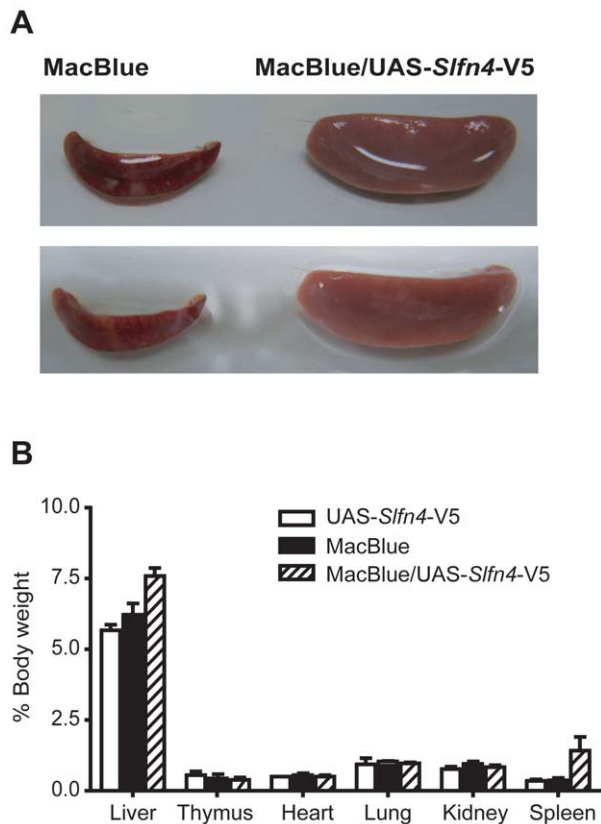 A
MacBlue MacBlue/UAS-Slfn4-V5
B
10.0
7.5
5.0
2.5
0.0
% Body weight
UAS-Slfn4-V5
MacBlue
MacBlue/UAS-Slfn4-V5
Liver Thymus Heart Lung Kidney Spleen